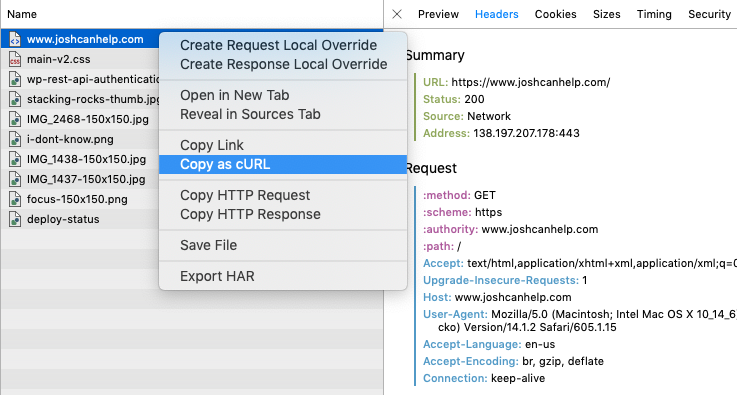 Name
www.joshcanhelp.com
main-v2.css
wp-rest-api-authenticatio
stacking-rocks-thumb.jpg
IMG_2468-150x150.jpg
i-dont-know.png
IMG_1438-150x150.jpg
IMG_1437-150x150.jpg
focus-150x150.png
deploy-status
Create Request Local Override
Create Response Local Override
Open in New Tab
Reveal in Sources Tab
Copy Link
Copy as cURL
Copy HTTP Request
Copy HTTP Response
Save File
Export HAR
Preview Headers Cookies Sizes Timing Security
Summary
URL: https://www.joshcanhelp.com/
Status: 200
Source: Network
Address: 138.197.207.178:443
Request
:method: GET
:scheme: https
:authority: www.joshcanhelp.com
:path: /
Accept: text/html,application/xhtml+xml,application/xml;q=0
Upgrade-Insecure-Requests: 1
Host: www.joshcanhelp.com
User-Agent: Mozilla/5.0 (Macintosh; Intel Mac OS X 10_14_6)
cko) Version/14.1.2 Safari/605.1.15
Accept-Language: en-us
Accept-Encoding: br, gzip, deflate
Connection: keep-alive